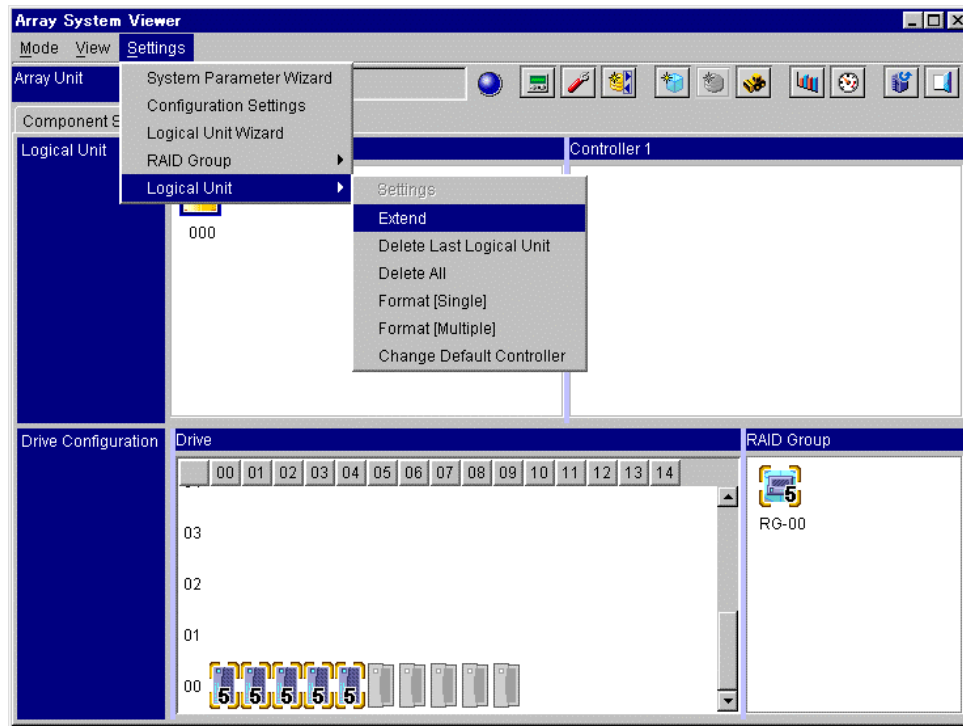 Array System Viewer
Mode View Settings
Array Unit
System Parameter Wizard
Configuration Settings
Logical Unit Wizard
RAID Group
Logical Unit
Settings
Extend
Delete Last Logical Unit
Delete All
Format [Single]
Format [Multiple]
Change Default Controller
Component S
Logical Unit
Controller 1
000
Drive Configuration
Drive
00 01 02 03 04 05 06 07 08 09 10 11 12 13 14
03
02
01
00 5 5 5 5 5
RAID Group
5
RG-00